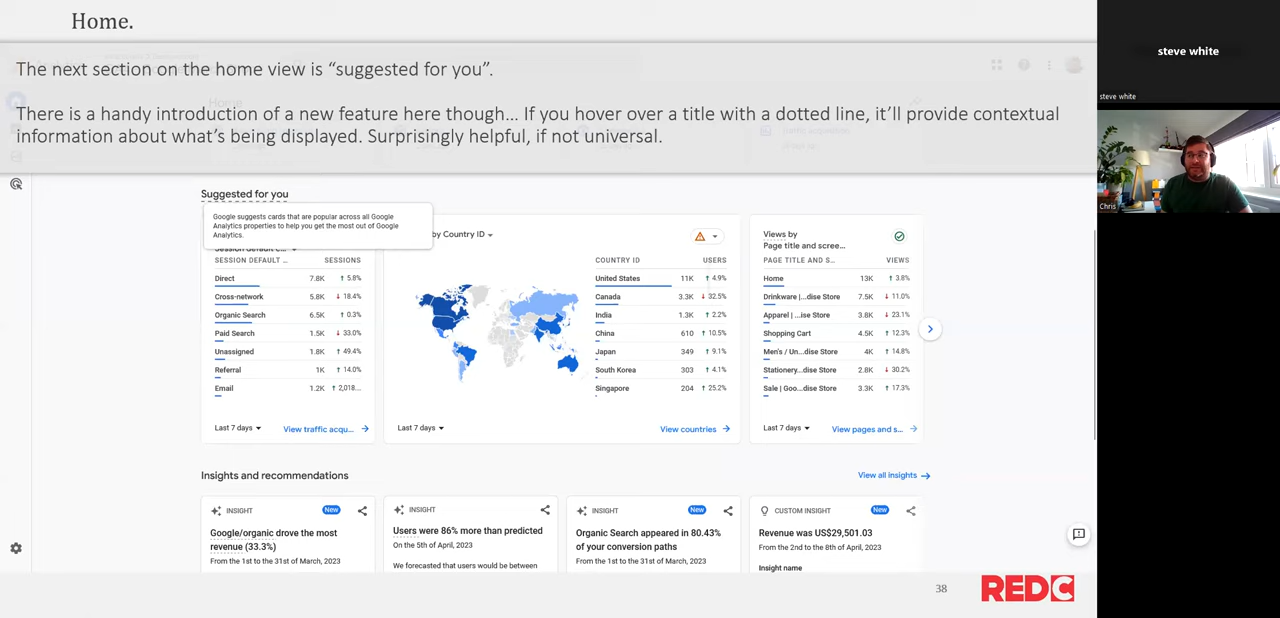 Home.
The next section on the home view is “suggested for you”.
There is a handy introduction of a new feature here though... If you hover over a title with a dotted line, it’ll provide contextual
information about what’s being displayed. Surprisingly helpful, if not universal.
steve white
steve white
Chris
Suggested for you
Google suggests cards that are popular across all Google
Analytics properties to help you get the most out of Google
Analytics.
SESSION DEFAULT ... SESSIONS
Direct 7.8K ↑ 5.8%
Cross-network 5.8K ↓ 18.4%
Organic Search 6.5K ↑ 0.3%
Paid Search 1.5K ↓ 33.0%
Unassigned 1.8K ↑ 49.4%
Referral 1K ↑ 14.0%
Email 1.2K ↑ 2,018...
Last 7 days View traffic acqu...
by Country ID
COUNTRY ID USERS
United States 11K ↑ 4.9%
Canada 3.3K ↓ 32.5%
India 1.3K ↑ 2.2%
China 610 ↑ 10.5%
Japan 349 ↑ 9.1%
South Korea 303 ↑ 4.1%
Singapore 204 ↑ 25.2%
Last 7 days View countries
Views by
Page title and scree...
PAGE TITLE AND S... VIEWS
Home 13K ↑ 3.8%
Drinkware |...dise Store 7.5K ↓ 11.0%
Apparel | ...ise Store 3.8K ↓ 23.1%
Shopping Cart 4.5K ↑ 12.3%
Men's / Un...dise Store 4K ↑ 14.8%
Stationery...dise Store 2.8K ↓ 30.2%
Sale | Goo...dise Store 3.3K ↑ 17.3%
Last 7 days View pages and s...
Insights and recommendations View all insights
INSIGHT New
Google/organic drove the most
revenue (33.3%)
From the 1st to the 31st of March, 2023
INSIGHT
Users were 86% more than predicted
On the 5th of April, 2023
We forecasted that users would be between
INSIGHT New
Organic Search appeared in 80.43%
of your conversion paths
From the 1st to the 31st of March, 2023
CUSTOM INSIGHT New
Revenue was US$29,501.03
From the 2nd to the 8th of April, 2023
Insight name
38
REDC